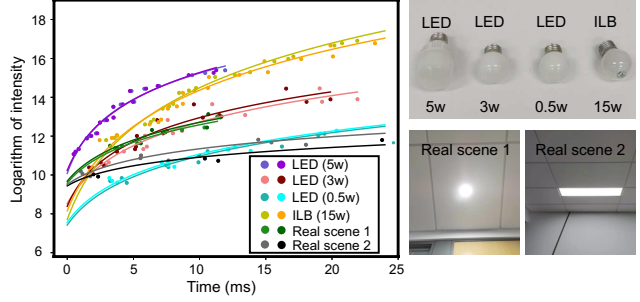 18
16
14
12
10
8
6
0
5
10
15
20
25
Logarithm of intensity
Time (ms)
LED (5w)
LED (3w)
LED (0.5w)
ILB (15w)
Real scene 1
Real scene 2
LED LED LED ILB
5w 3w 0.5w 15w
Real scene 1
Real scene 2